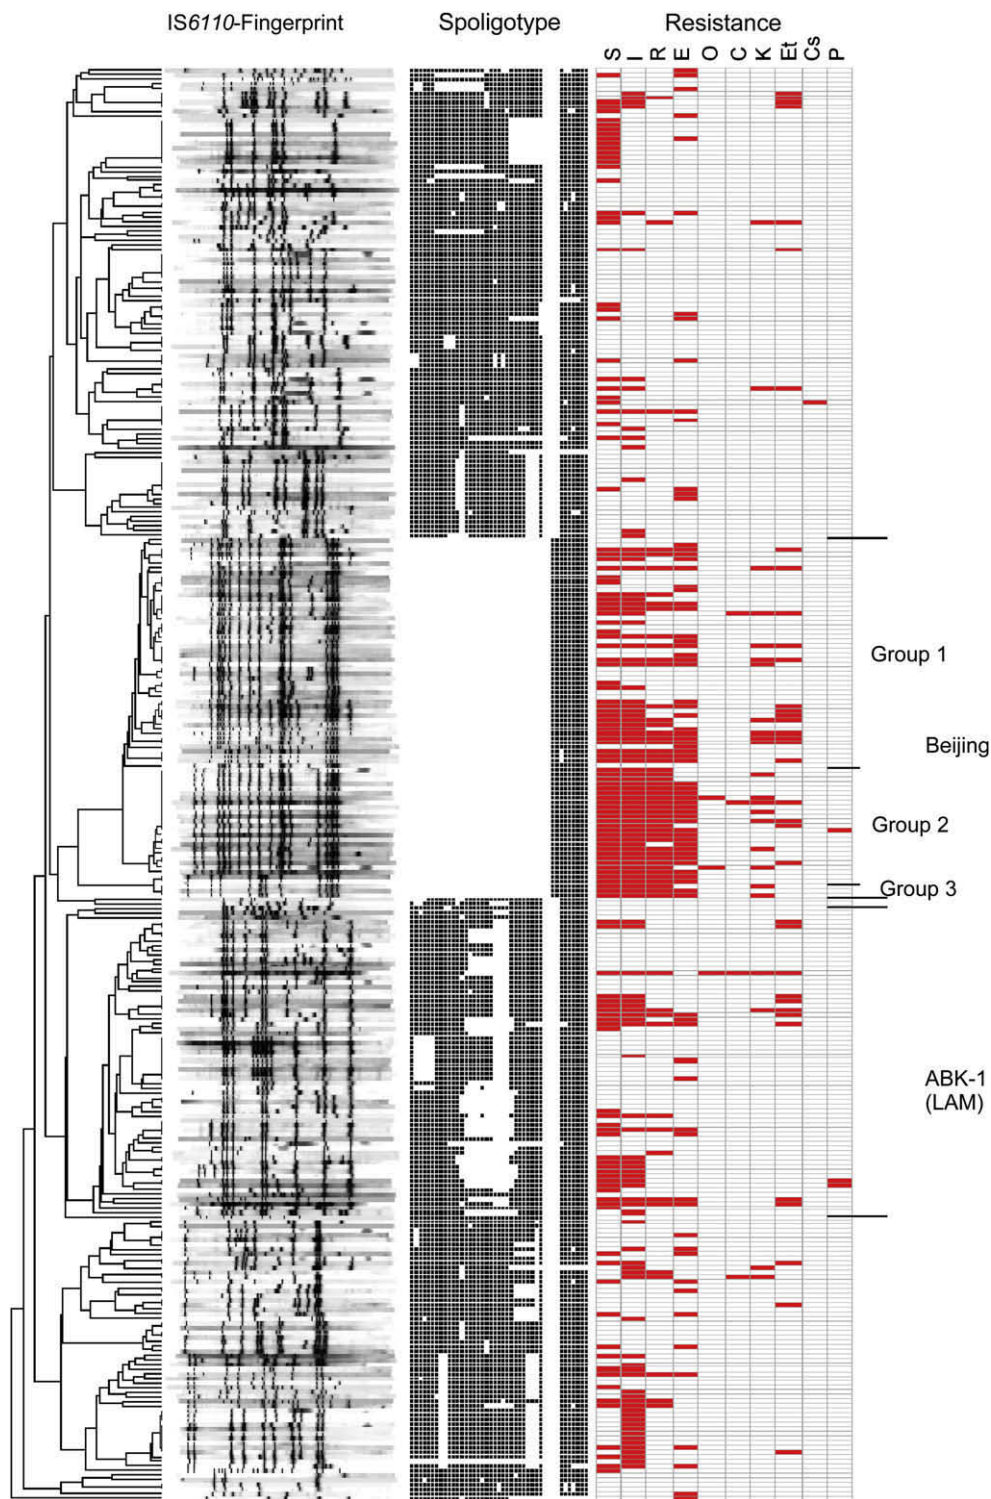 IS6110-Fingerprint Spoligotype Resistance
S I R E O C K Et Cs P
Group 1
Beijing
Group 2
Group 3
ABK-1
(LAM)